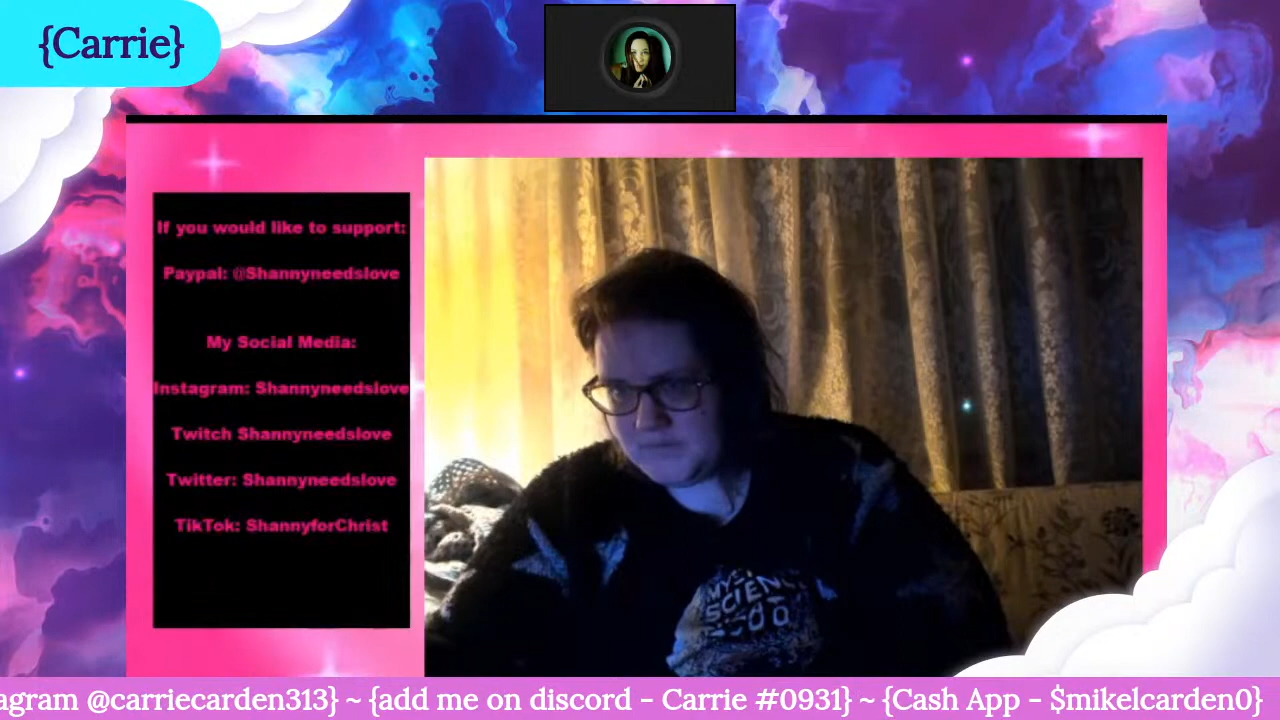 {Carrie}
If you would like to support:
Paypal: @Shannyneedslove
My Social Media:
Instagram: Shannyneedslove
Twitch Shannyneedslove
Twitter: Shannyneedslove
TikTok: ShannyforChrist
SCIENCE
agram @carriecarden313} ~ {add me on discord - Carrie #0931} ~ {Cash App - $mikelcarden0}